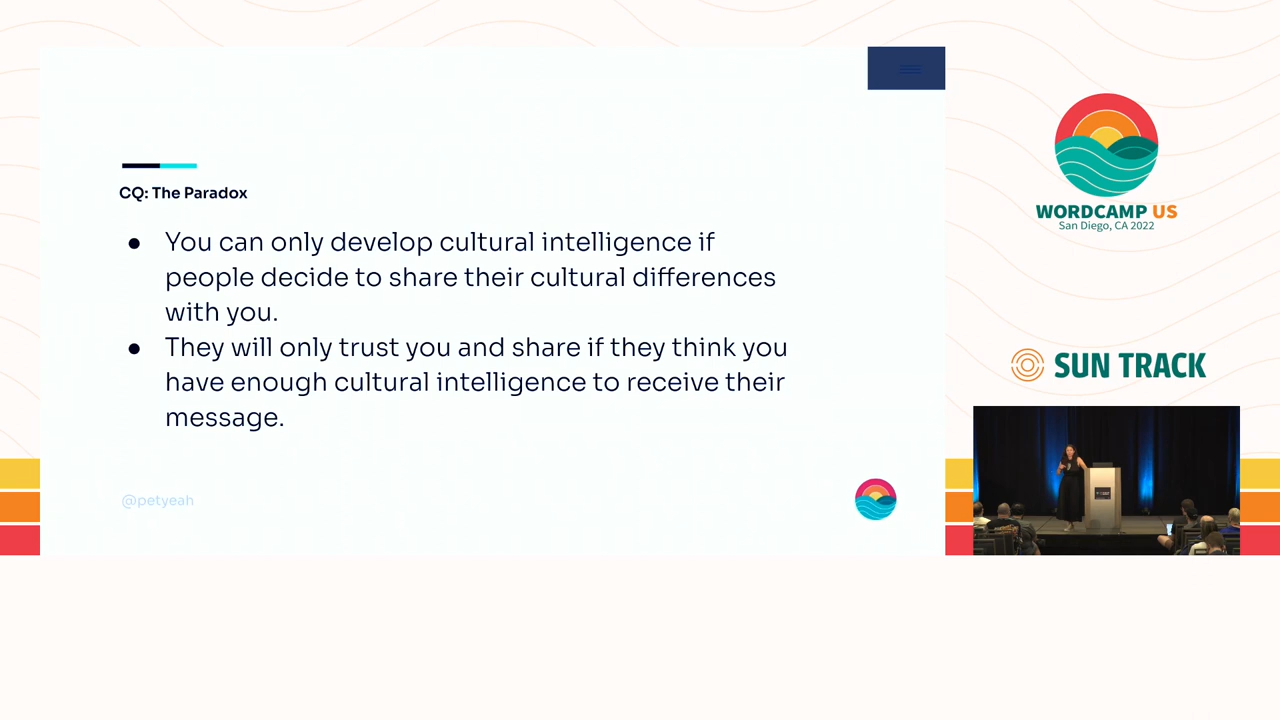 CQ: The Paradox
● You can only develop cultural intelligence if
people decide to share their cultural differences
with you.
● They will only trust you and share if they think you
have enough cultural intelligence to receive their
message.
@petyeah
WORDCAMP US
San Diego, CA 2022
SUN TRACK